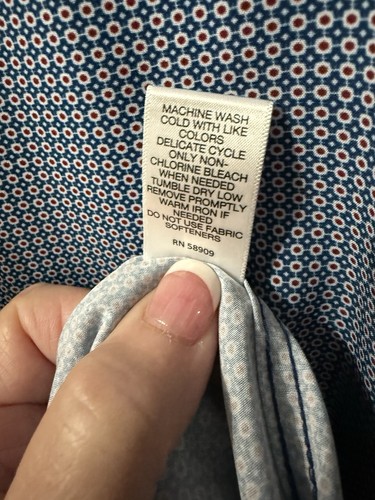 MACHINE WASH
COLD WITH LIKE
COLORS
DELICATE CYCLE
ONLY NON-
CHLORINE BLEACH
WHEN NEEDED
TUMBLE DRY LOW
REMOVE PROMPTLY
WARM IRON IF
NEEDED
DO NOT USE FABRIC
SOFTENERS
RN 58909